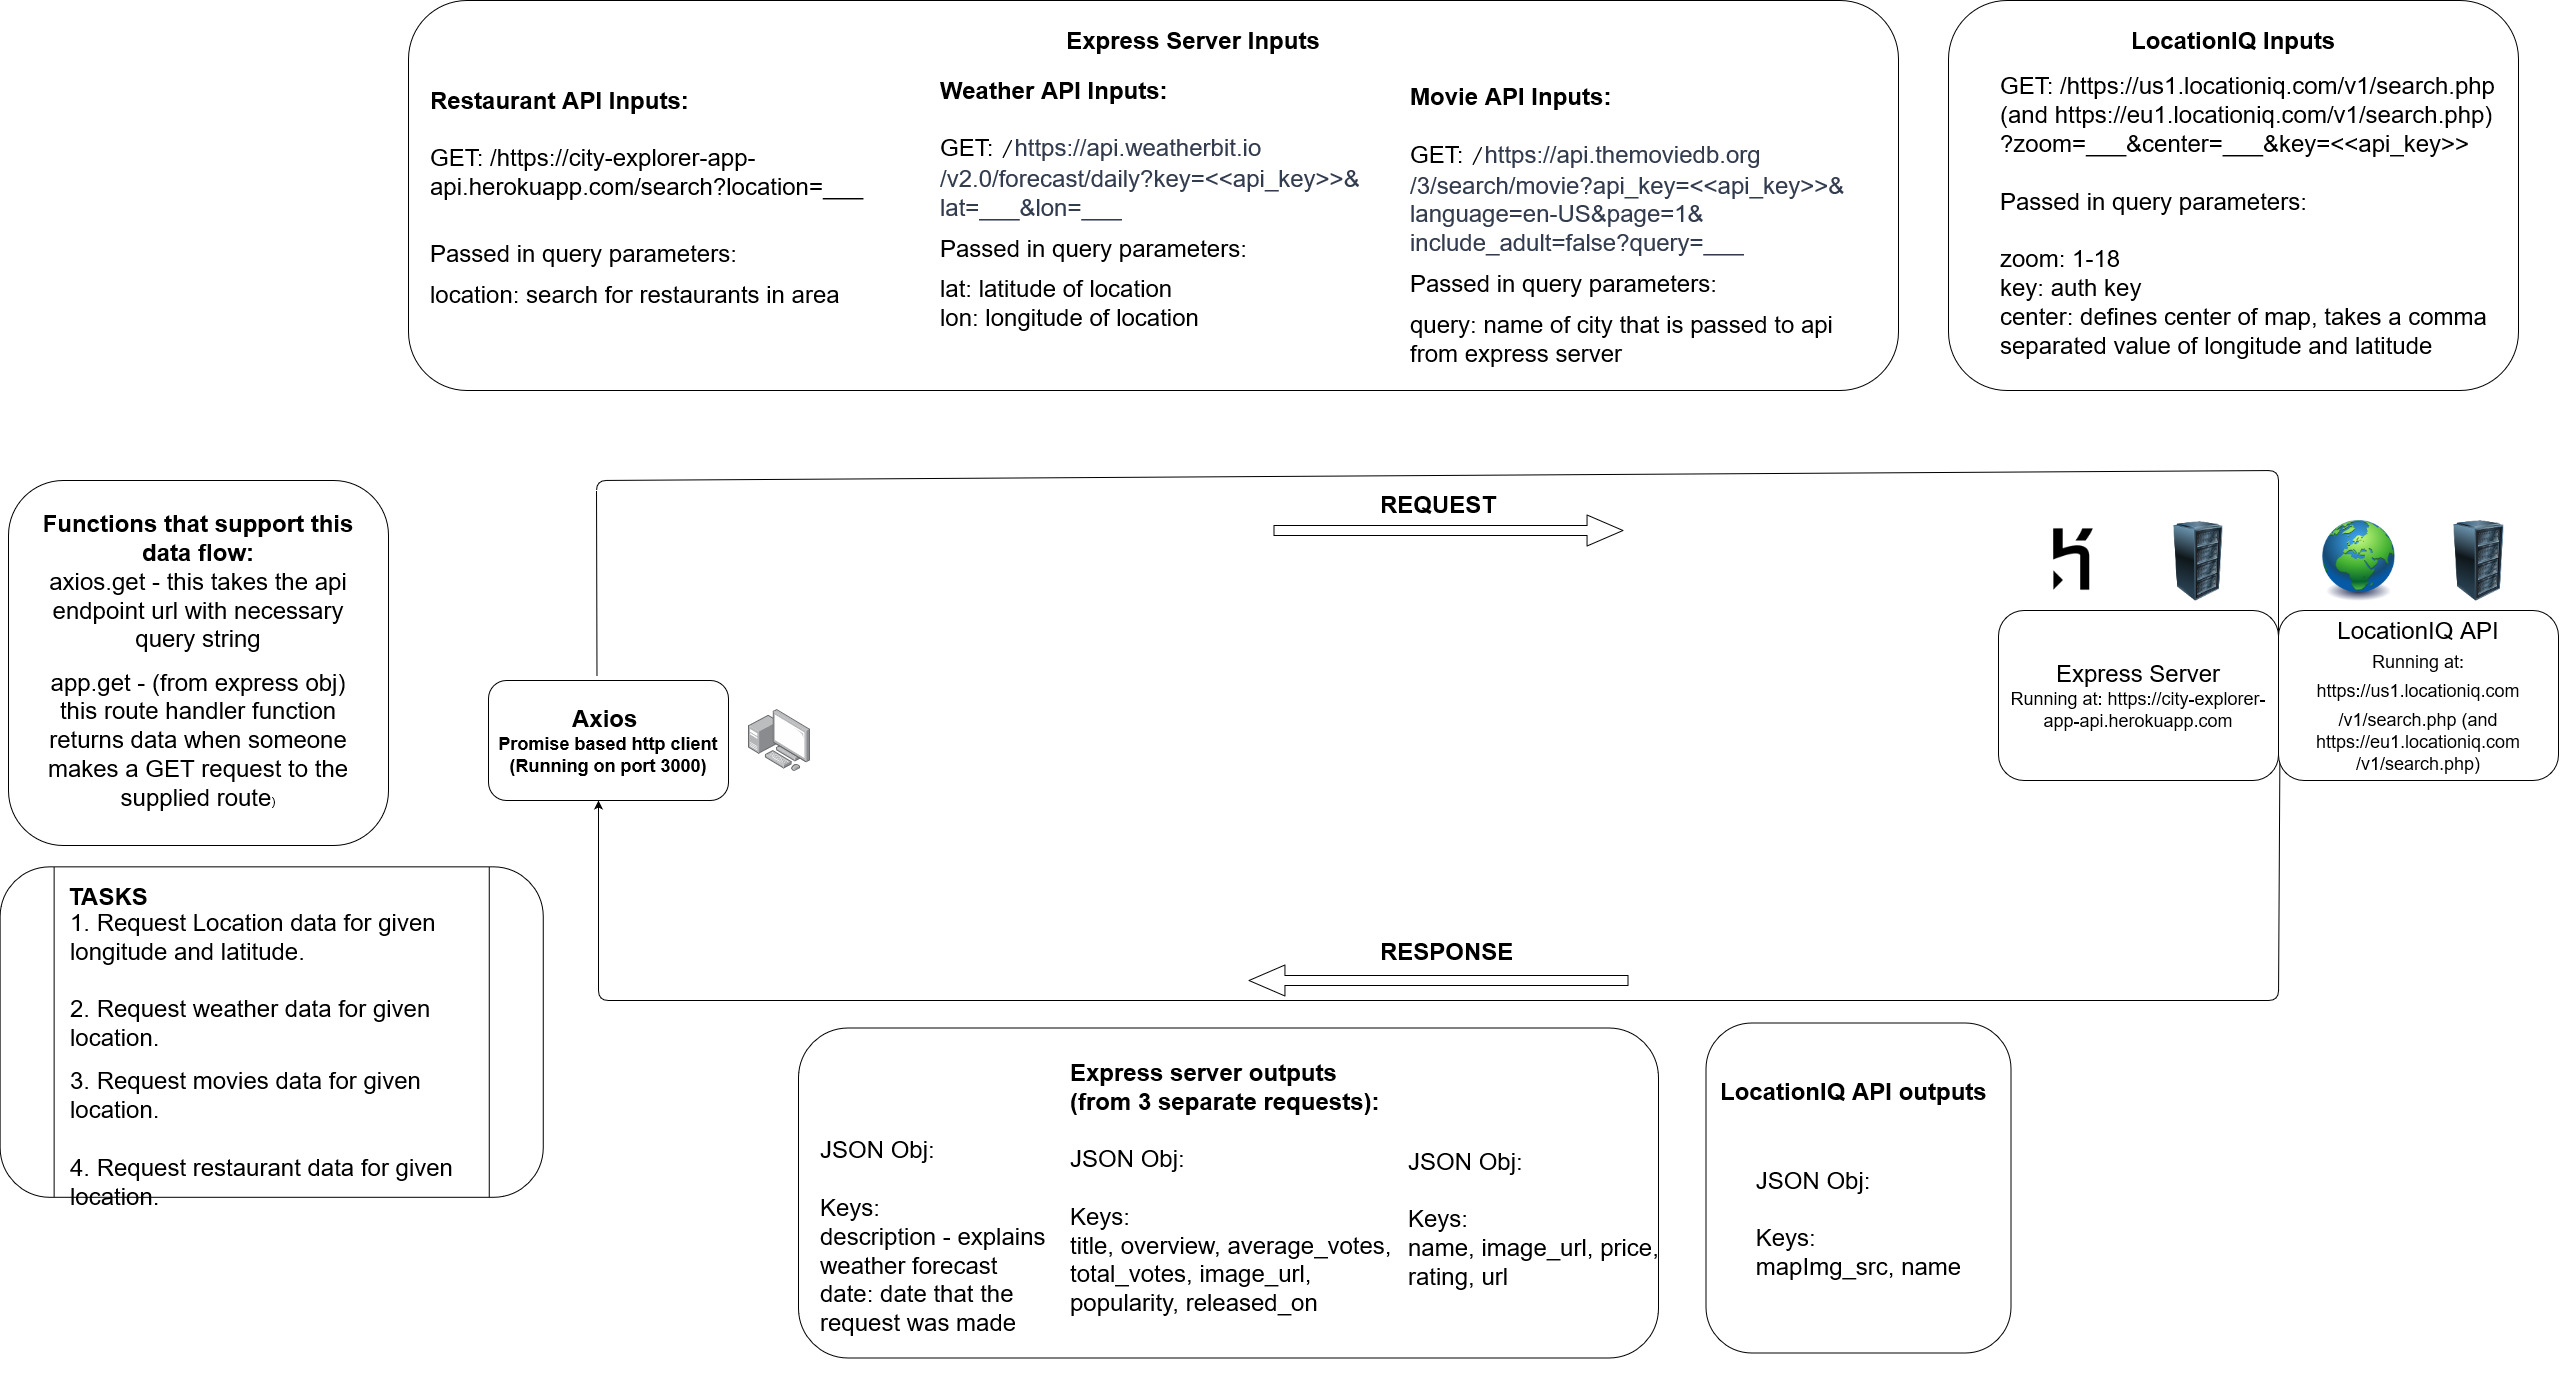 Express Server Inputs
Restaurant API Inputs:
GET: /https://city-explorer-app-
api.herokuapp.com/search?location=___
Passed in query parameters:
location: search for restaurants in area
Weather API Inputs:
GET: /https://api.weatherbit.io
/v2.0/forecast/daily?key=<<api_key>>&
lat=___&lon=___
Passed in query parameters:
lat: latitude of location
lon: longitude of location
Movie API Inputs:
GET: /https://api.themoviedb.org
/3/search/movie?api_key=<<api_key>>&
language=en-US&page=1&
include_adult=false?query=___
Passed in query parameters:
query: name of city that is passed to api
from express server
LocationIQ Inputs
GET: /https://us1.locationiq.com/v1/search.php
(and https://eu1.locationiq.com/v1/search.php)
?zoom=___&center=___&key=<<api_key>>
Passed in query parameters:
zoom: 1-18
key: auth key
center: defines center of map, takes a comma
separated value of longitude and latitude
Functions that support this
data flow:
axios.get - this takes the api
endpoint url with necessary
query string
app.get - (from express obj)
this route handler function
returns data when someone
makes a GET request to the
supplied route)
REQUEST
Axios
Promise based http client
(Running on port 3000)
Express Server
Running at: https://city-explorer-
app-api.herokuapp.com
LocationIQ API
Running at:
https://us1.locationiq.com
/v1/search.php (and
https://eu1.locationiq.com
/v1/search.php)
TASKS
1. Request Location data for given
longitude and latitude.
2. Request weather data for given
location.
3. Request movies data for given
location.
4. Request restaurant data for given
location.
RESPONSE
Express server outputs
(from 3 separate requests):
JSON Obj:
Keys:
description - explains
weather forecast
date: date that the
request was made
JSON Obj:
Keys:
title, overview, average_votes,
total_votes, image_url,
popularity, released_on
JSON Obj:
Keys:
name, image_url, price,
rating, url
LocationIQ API outputs
JSON Obj:
Keys:
mapImg_src, name